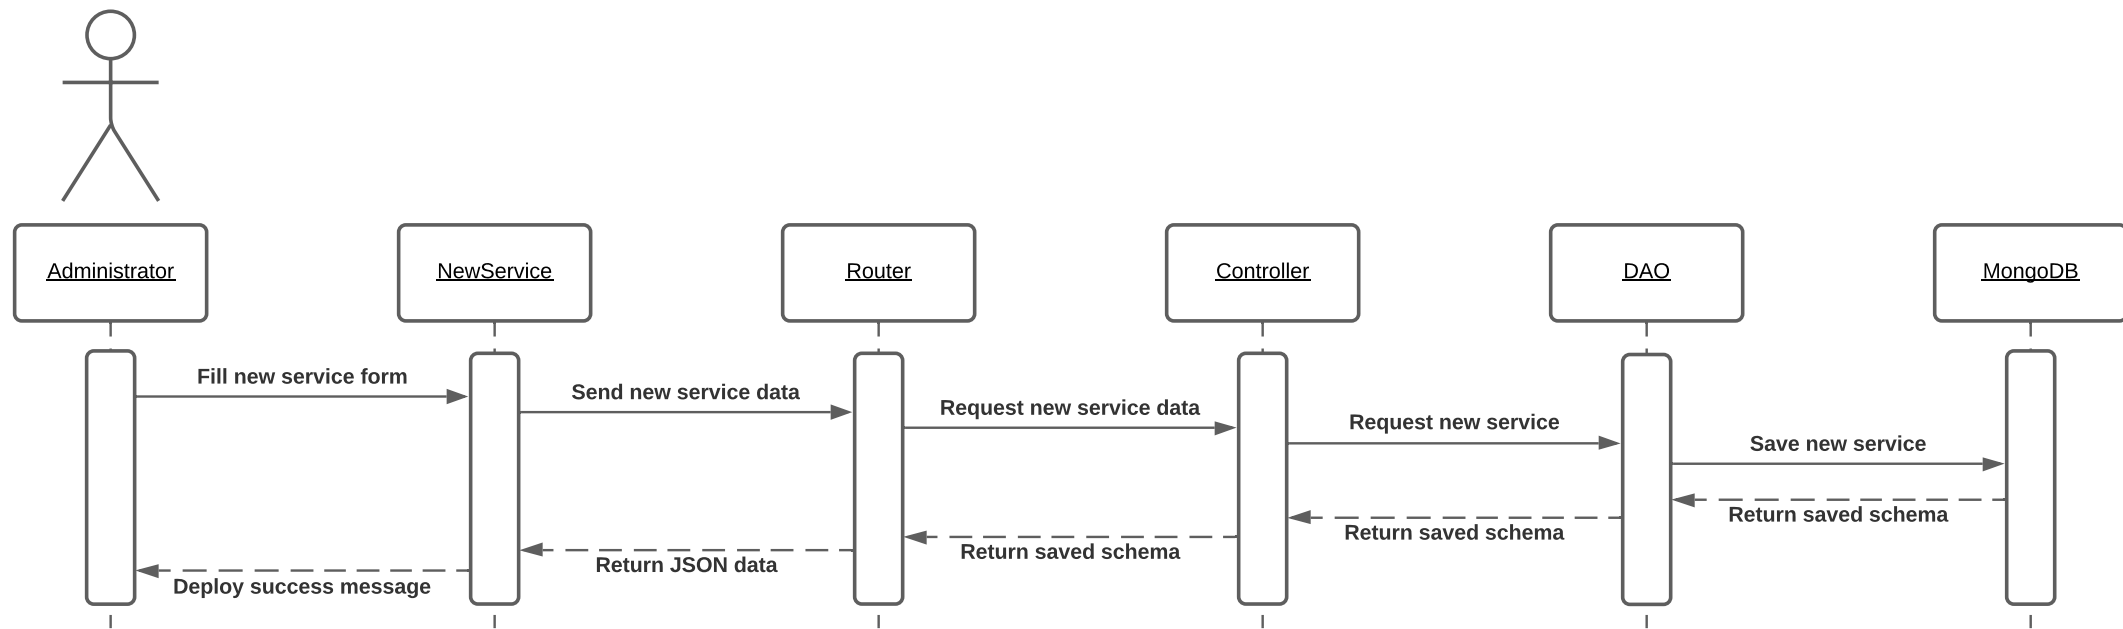 Administrator
NewService
Router
Controller
DAO
MongoDB
Fill new service form
Send new service data
Request new service data
Request new service
Save new service
Return saved schema
Return saved schema
Return saved schema
Return JSON data
Deploy success message